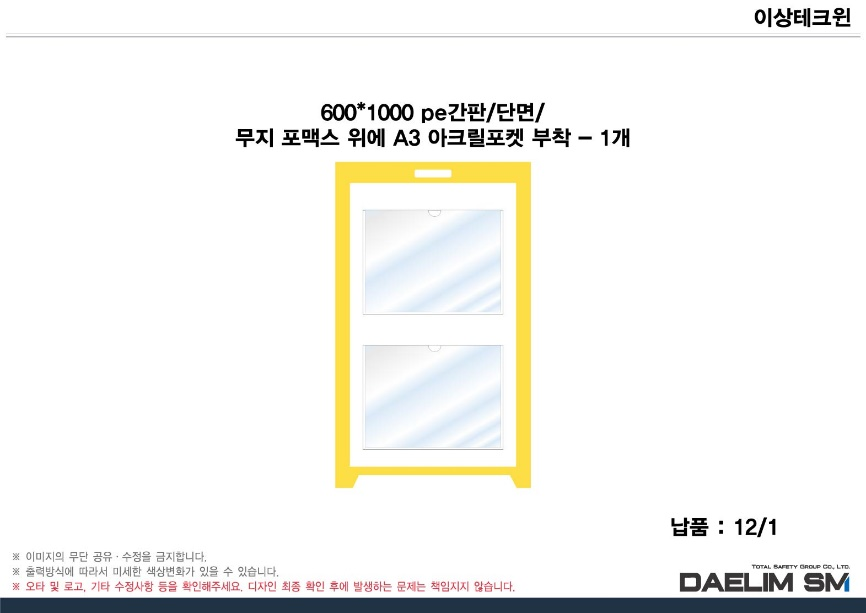 이상테크윈
600*1000 pe간판/단면/
무지 포맥스 위에 A3 아크릴포켓 부착 - 1개
납품 : 12/1
※ 이미지의 무단 공유 · 수정을 금지합니다.
※ 출력방식에 따라서 미세한 색상변화가 있을 수 있습니다.
※ 오타 및 로고, 기타 수정사항 등을 확인해주세요. 디자인 최종 확인 후에 발생하는 문제는 책임지지 않습니다.
TOTAL SAFETY GROUP CO., LTD.
DAELIM SM